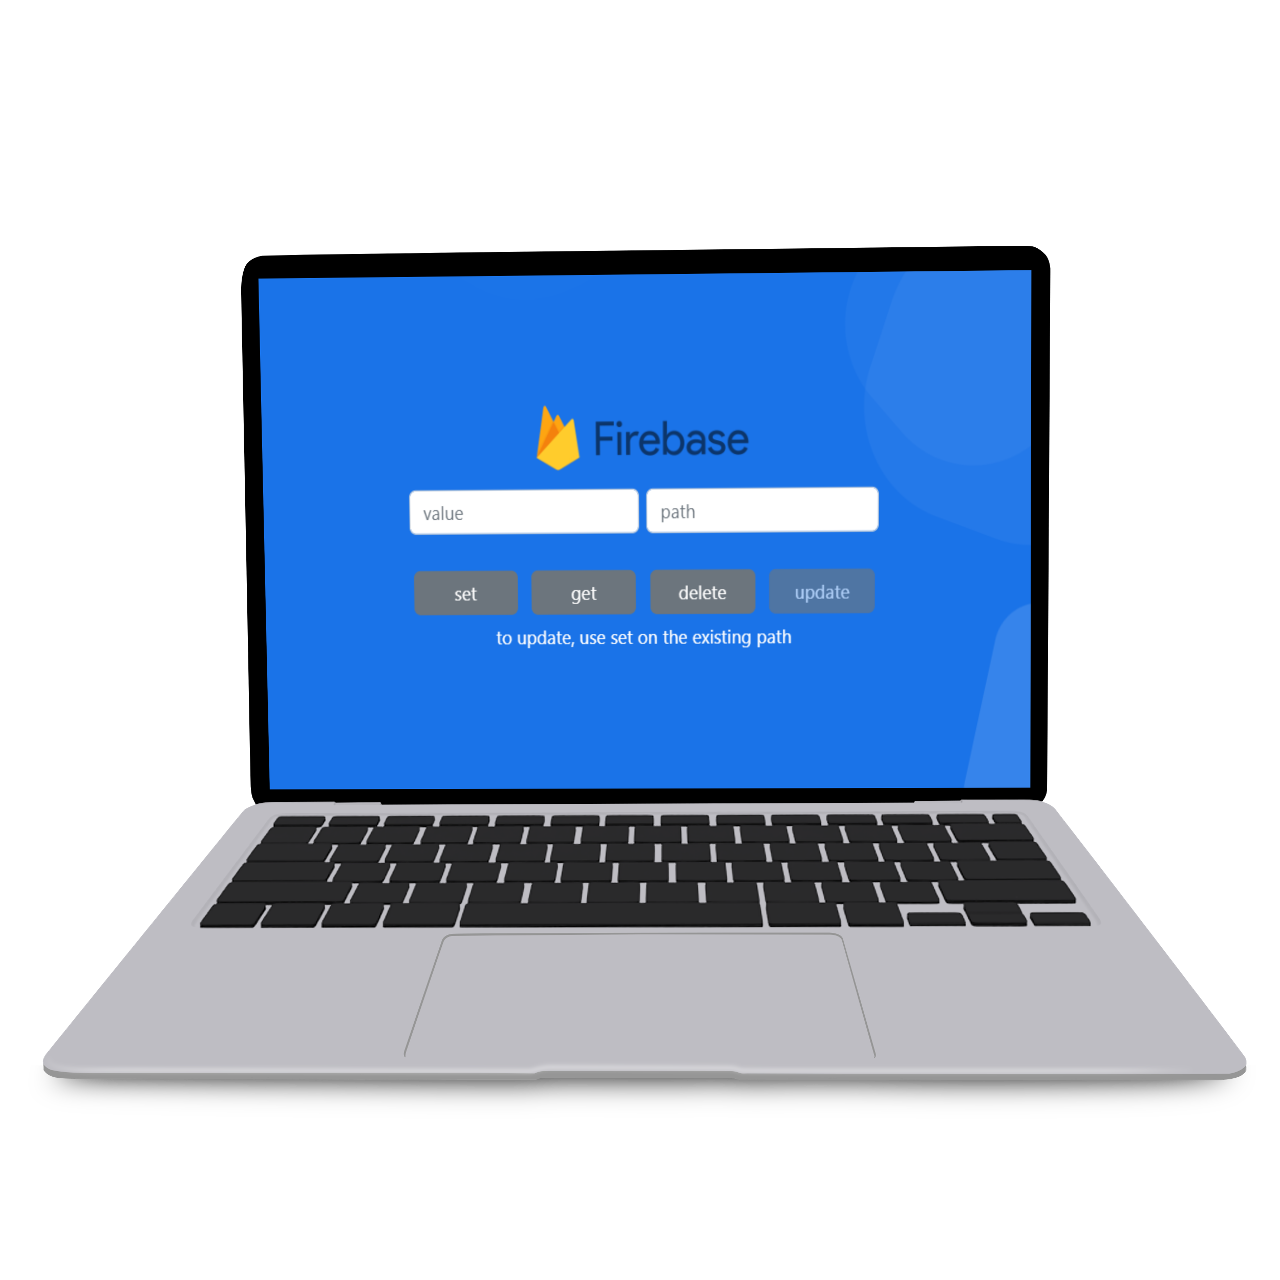 Firebase
value path
set get delete update
to update, use set on the existing path